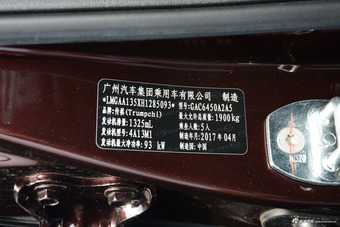 广州汽车集团乘用车有限公司 制造
*LMGAA135XH1285093* 型号:GAC6450A2A5
品牌:传祺(Trumpchi) 最大允许总质量:1900kg
发动机排量:1325mL 乘坐人数:5人
发动机型号:4A13M1 制造年月:2017年04月
发动机最大净功率:93 kW 制造国:中国